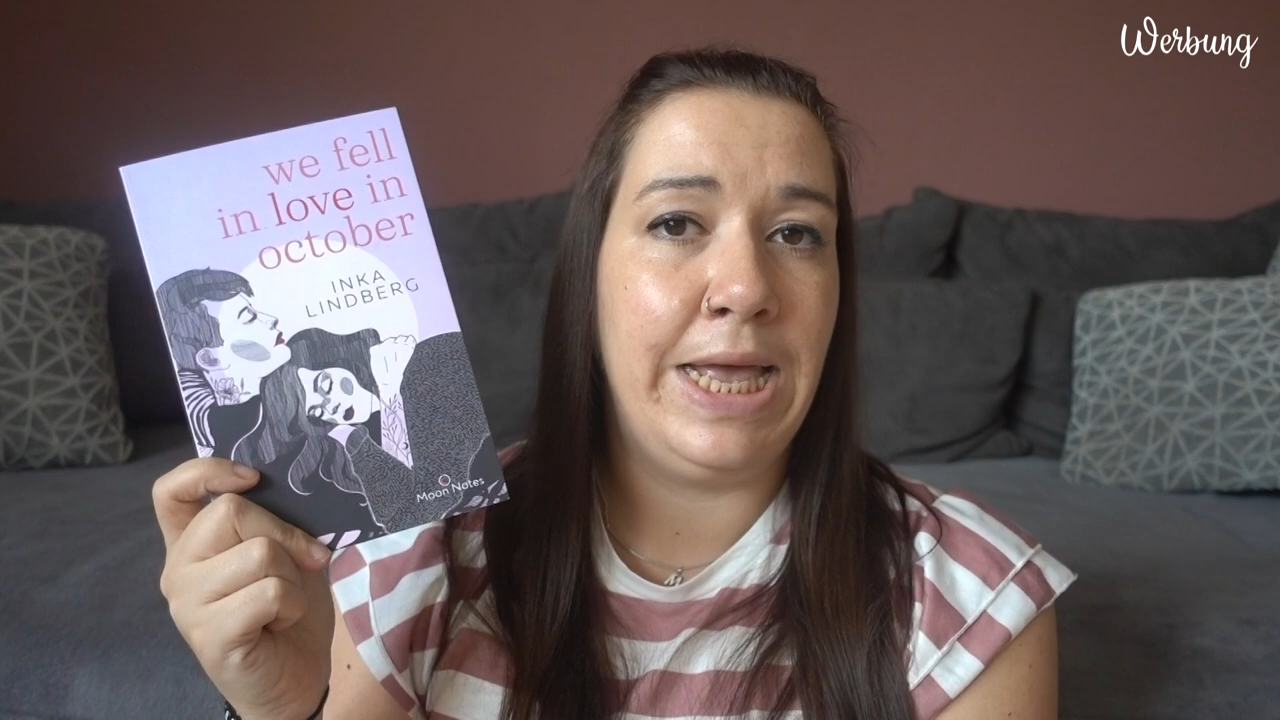 Werbung
we fell
in love in
october
INKA
LINDBERG
Moon Notes